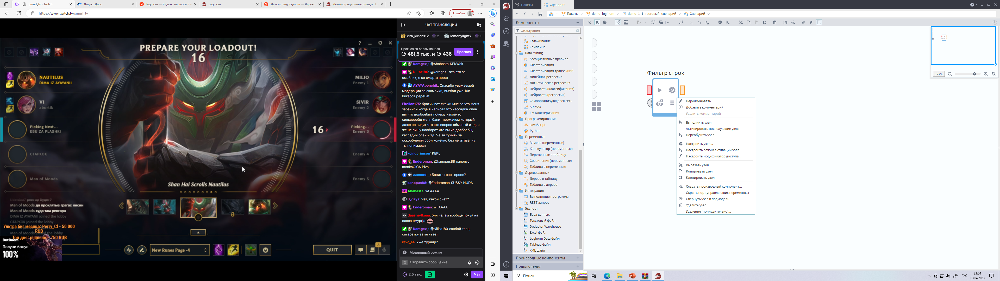 Smurf_tv - Twitch
Яндекс.Диск
loginom — Яндекс: нашлось 5 т
Loginom
Демо-стенд loginom — Яндекс:
Демонстрационные стенды | Lo
https://www.twitch.tv/smurf_tv
Ошибка
PREPARE YOUR LOADOUT!
16
NAUTILUS
DIMA IZ AYAYANII
VI
abortik
Picking Next...
EBU ZA PLASHKI
СТАРКОК
Man of Moods
MILIO
Enemy 1
SIVIR
Enemy 2
16
Picking...
Enemy 3
Enemy 4
Enemy 5
Shan Hai Scrolls Nautilus
Man of Moods да проклятые грагас лисин
Man of Moods куда там ренгара
DIMA IZ AYAYANII joined the lobby
СТАРКОК joined the lobby
Ультра биг месяца: Perry_CI - 50 000
RUB
Man of Moods joined the lobby
Топ дня: plamenic - 750 RUB
BetBoom
Получи бонус
100%
New Runes Page -4
QUIT
3
ЧАТ ТРАНСЛЯЦИИ
kira_kirich112 2 lemonylight7 1
Прогноз за баллы канала
481,5 тыс. и 436
Прогноз
Karagez_: @Ahahasta KEKWait
Nilisa180: @karagez_ что это за
смайлик, я со смарта прост
AYAYAponchik: Спасибо уважаемой
модерации за скамочки, вьебал уже 10к
бигасов pepeFat
Firelion175: братик вот скажи мне за что меня
забанили когда я написал что кассадин опен
вы что долбоебы? почему какой-то
сильверойд меня банит пермачом который
даже не видит что это вопрос обычный и тд, я
же не пишу наоборот что вы че долбоебы,
кассадин опен и тд. Че за хуйня? за
оскорбления сори конечно без негатива, ну
ты понимаешь
kcingcrimson: KEKL
Enderoman: @kanopus88 канопус
monkaGIGA Pivo
zzonerd__: Банить гене героев?
kanopus88: @Enderoman SUSSY NUDA
Ahahasta: w! AAAA
8_days: Чат, какой счет?
Enderoman: w! AAAA
daashe4kaaa: бля челам вообще похуй на
слова смурфа
Karagez_: @Nilisa180 санбой тлен,
сигаретку затягивает
revo_14: Уже турнир?
Медленный режим
Отправить сообщение
2,5 тыс.
Чат
Пакеты
Сценарий
Пакеты
demo_loginom
demo_1_1_тестовый_сценарий
Сценарий
Компоненты
Фильтрация
Сглаживание
Сэмплинг
Data Mining
Ассоциативные правила
Кластеризация
Кластеризация транзакций
Линейная регрессия
Логистическая регрессия
Нейросеть (классификация)
Нейросеть (регрессия)
Самоорганизующаяся сеть
ARIMAX
EM Кластеризация
Программирование
JavaScript
Python
Переменные
Замена (переменные)
Калькулятор (переменные)
Переменные в таблицу
Соединение (переменные)
Таблица в переменные
Дерево данных
Дерево в таблицу
Таблица в дерево
Интеграция
Выполнение программы
REST-запрос
Экспорт
База данных
Текстовый файл
Deductor Warehouse
Excel файл
Loginom Data файл
Tableau файл
XML файл
Производные компоненты
Подключения
Фильтр строк
Переименовать...
Добавить комментарий
Удалить комментарий
Выполнить узел
Активировать последующие узлы
Переобучить узел
Настроить узел...
Настроить режим активации узла...
Настроить модификатор доступа...
Вырезать узел
Копировать узел
Клонировать узел
Создать производный компонент...
Скрыть порт управляющих переменных
Свернуть узел в подмодель
Удалить узел...
Удаление (принудительно)...
177%
Поиск
РУС
21:04
03.04.2023